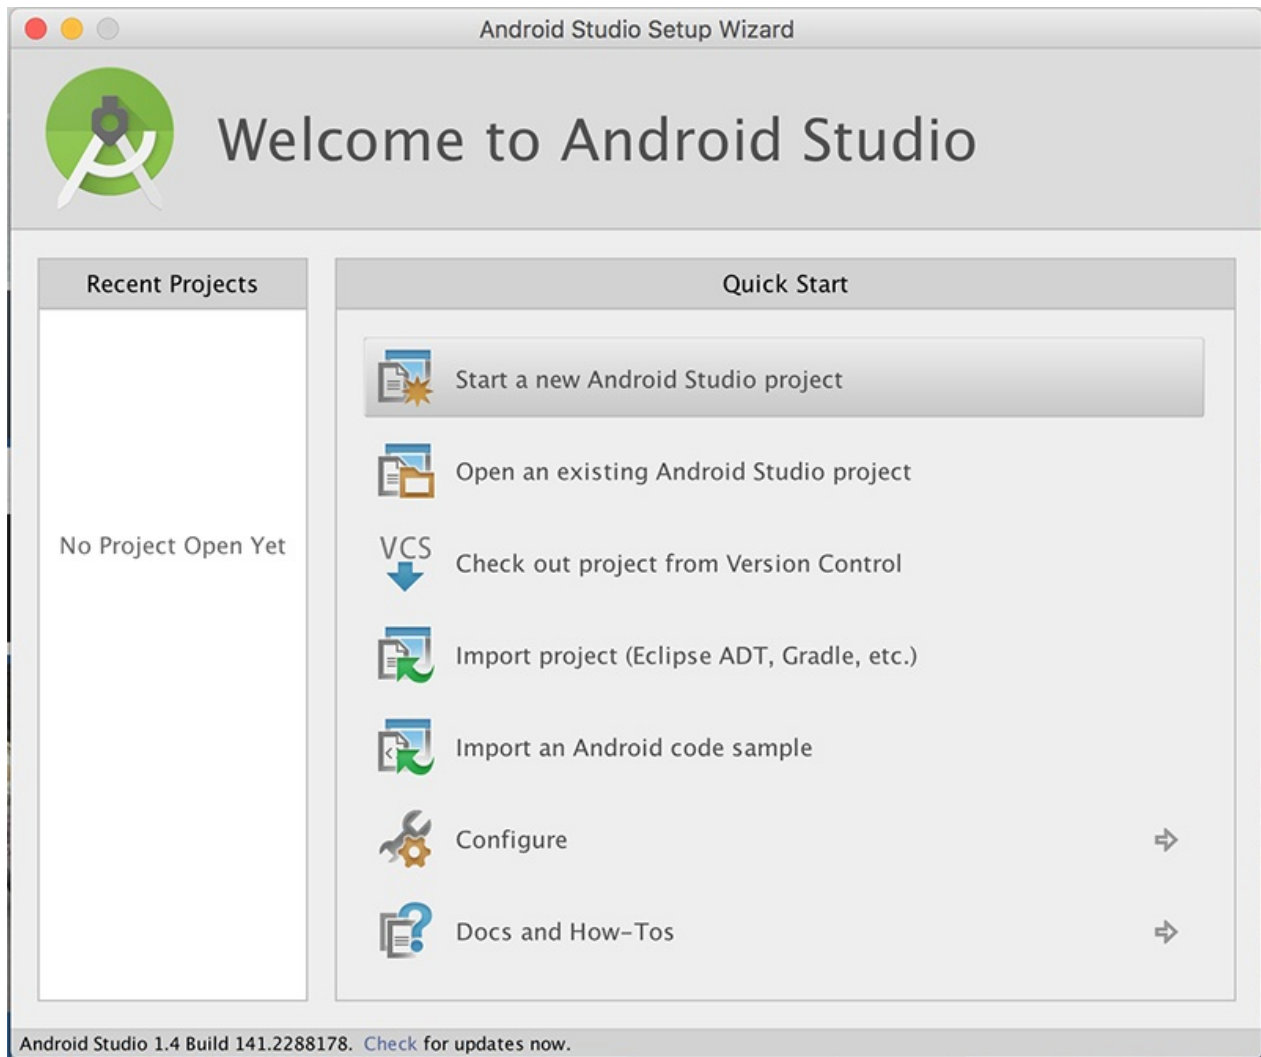 Android Studio Setup Wizard
Welcome to Android Studio
Recent Projects
No Project Open Yet
Quick Start
Start a new Android Studio project
Open an existing Android Studio project
VCS
Check out project from Version Control
Import project (Eclipse ADT, Gradle, etc.)
Import an Android code sample
Configure
Docs and How-Tos
Android Studio 1.4 Build 141.2288178. Check for updates now.